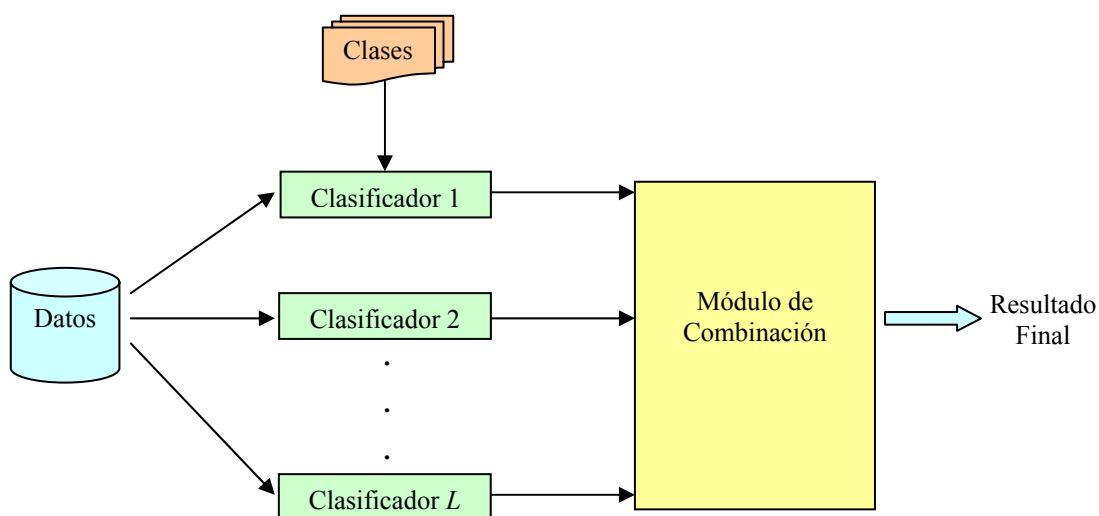 Clases
Clasificador 1
Datos
Clasificador 2
Módulo de
Combinación
Resultado
Final
.
.
.
Clasificador L